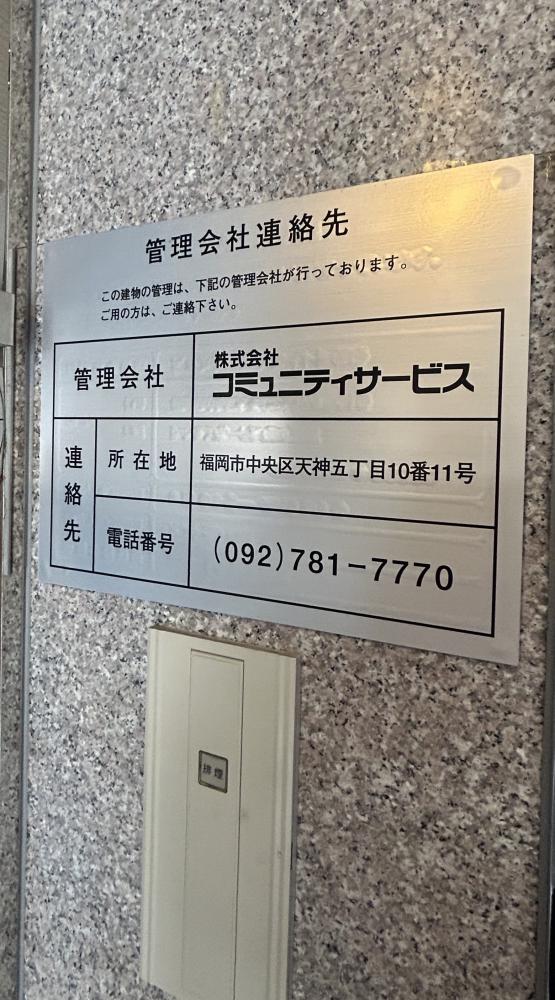 管理会社連絡先
この建物の管理は、下記の管理会社が行っております。
ご用の方は、ご連絡下さい。
管理会社
株式会社
コミュニティサービス
連絡先
所在地
福岡市中央区天神五丁目10番11号
電話番号
(092)781-7770
排煙